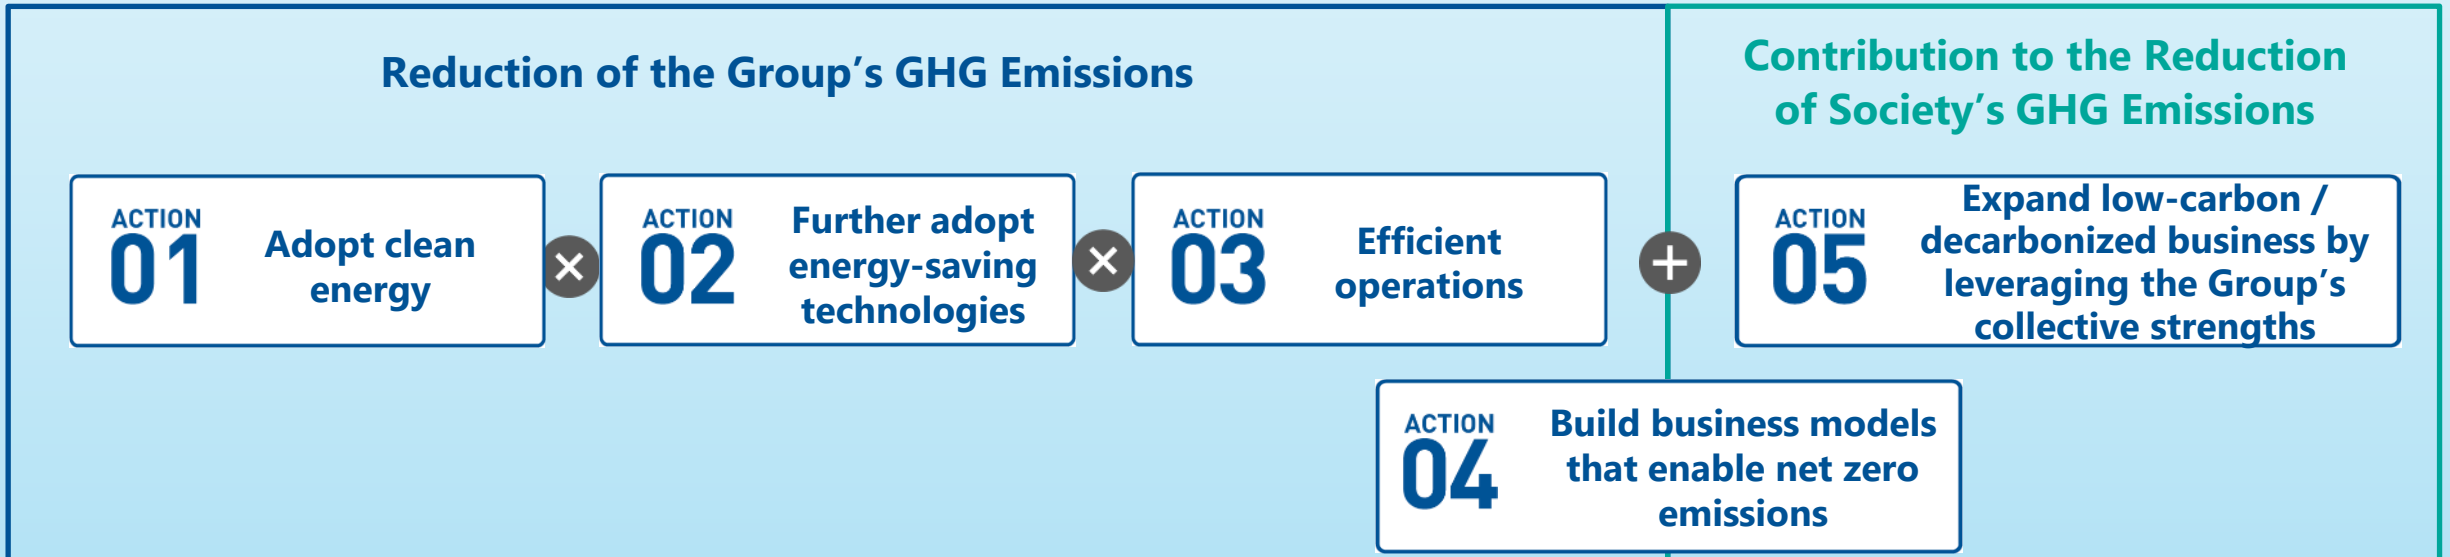 Reduction of the Group’s GHG Emissions
Contribution to the Reduction
of Society’s GHG Emissions
ACTION
01
Adopt clean
energy
×
ACTION
02
Further adopt
energy-saving
technologies
×
ACTION
03
Efficient
operations
+
ACTION
05
Expand low-carbon /
decarbonized business by
leveraging the Group’s
collective strengths
ACTION
04
Build business models
that enable net zero
emissions